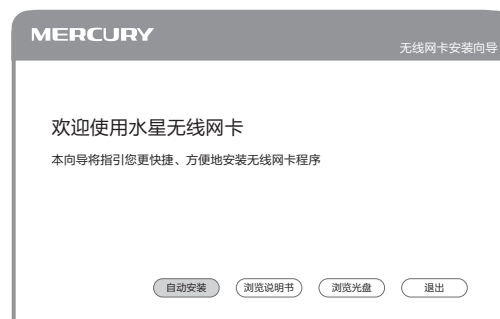 MERCURY
无线网卡安装向导
欢迎使用水星无线网卡
本向导将指引您更快捷、方便地安装无线网卡程序
自动安装 浏览说明书 浏览光盘 退出